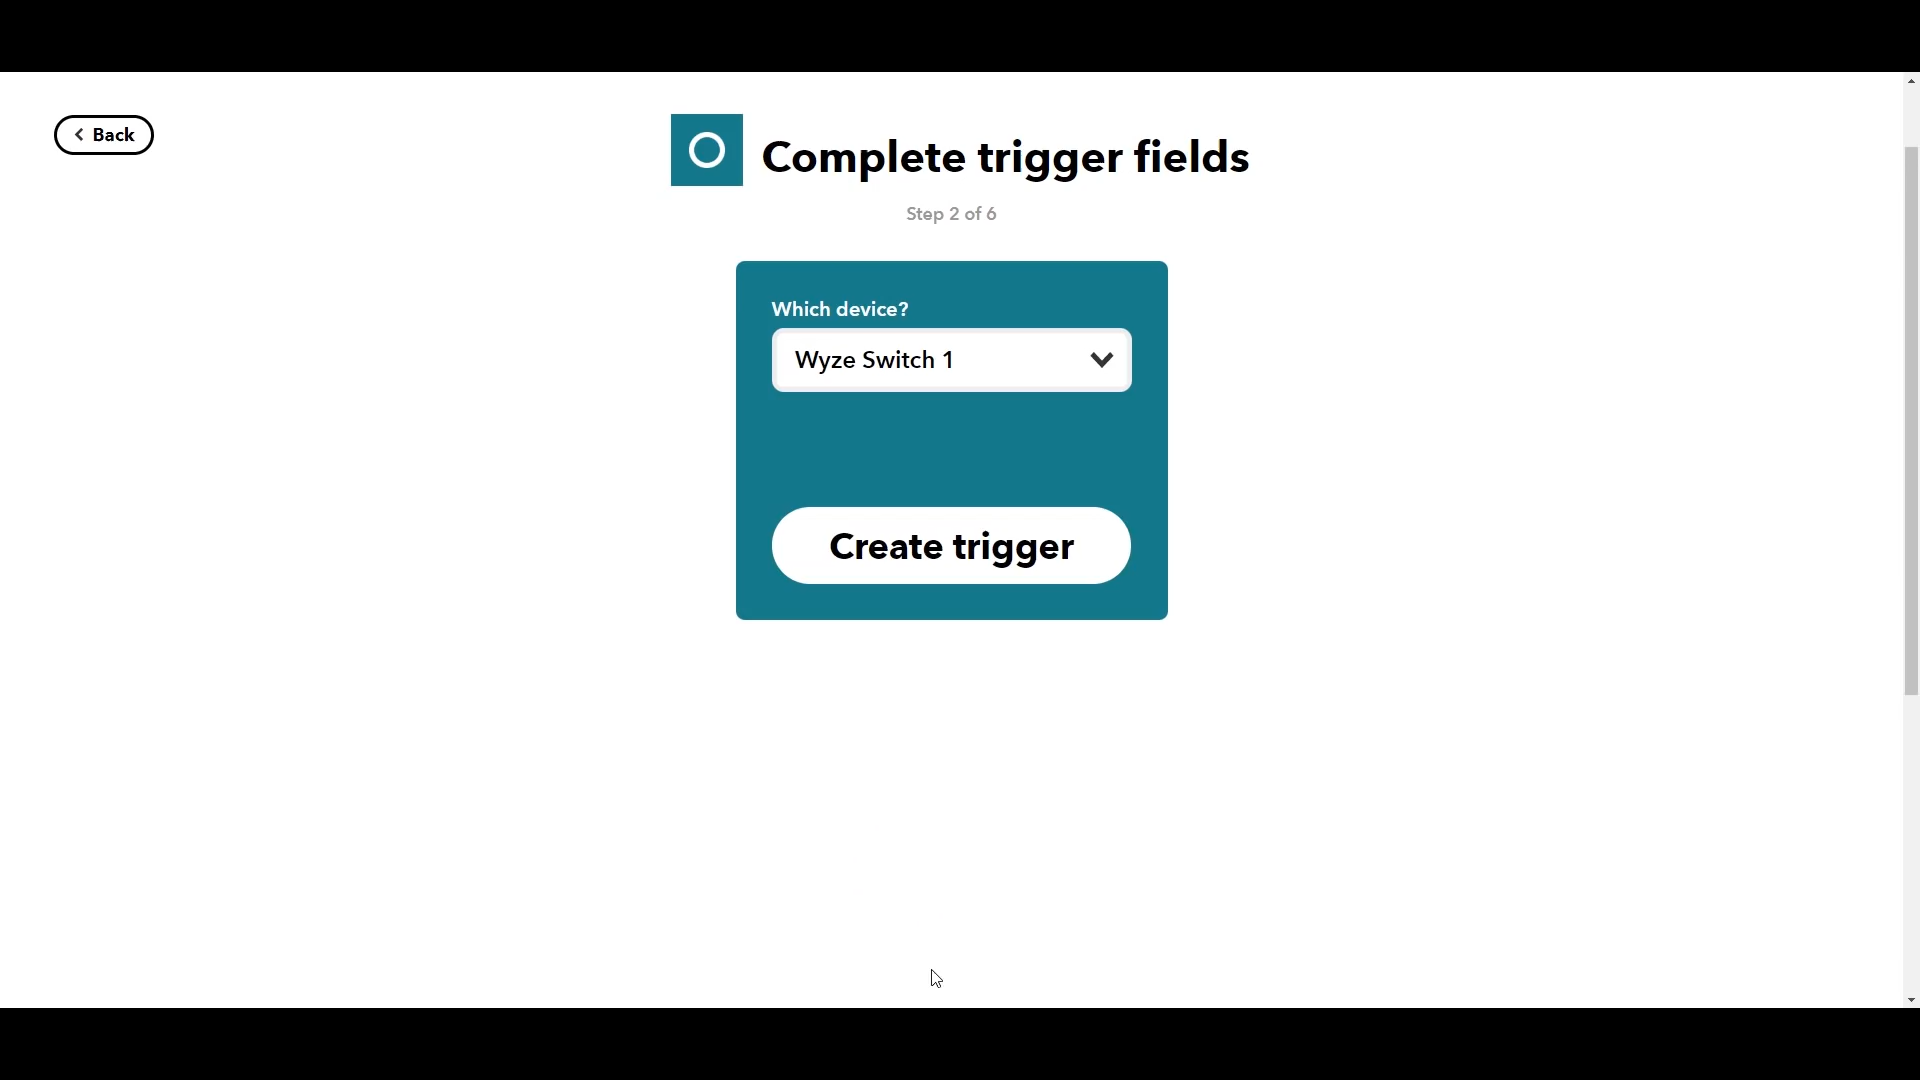 Back
Complete trigger fields
Step 2 of 6
Which device?
Wyze Switch 1
Create trigger